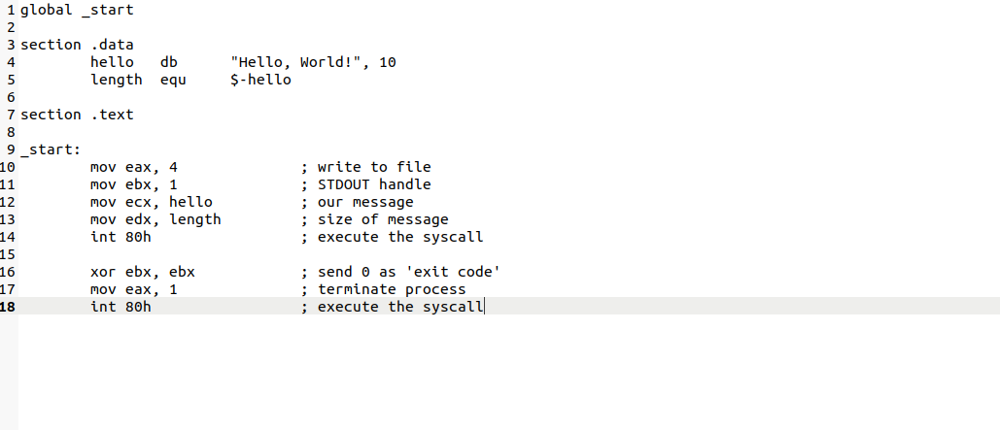 1 global _start
2
3 section .data
4         hello   db      "Hello, World!", 10
5         length  equ     $-hello
6
7 section .text
8
9 _start:
10         mov eax, 4              ; write to file
11         mov ebx, 1              ; STDOUT handle
12         mov ecx, hello          ; our message
13         mov edx, length         ; size of message
14         int 80h                 ; execute the syscall
15
16         xor ebx, ebx            ; send 0 as 'exit code'
17         mov eax, 1              ; terminate process
18         int 80h                 ; execute the syscall